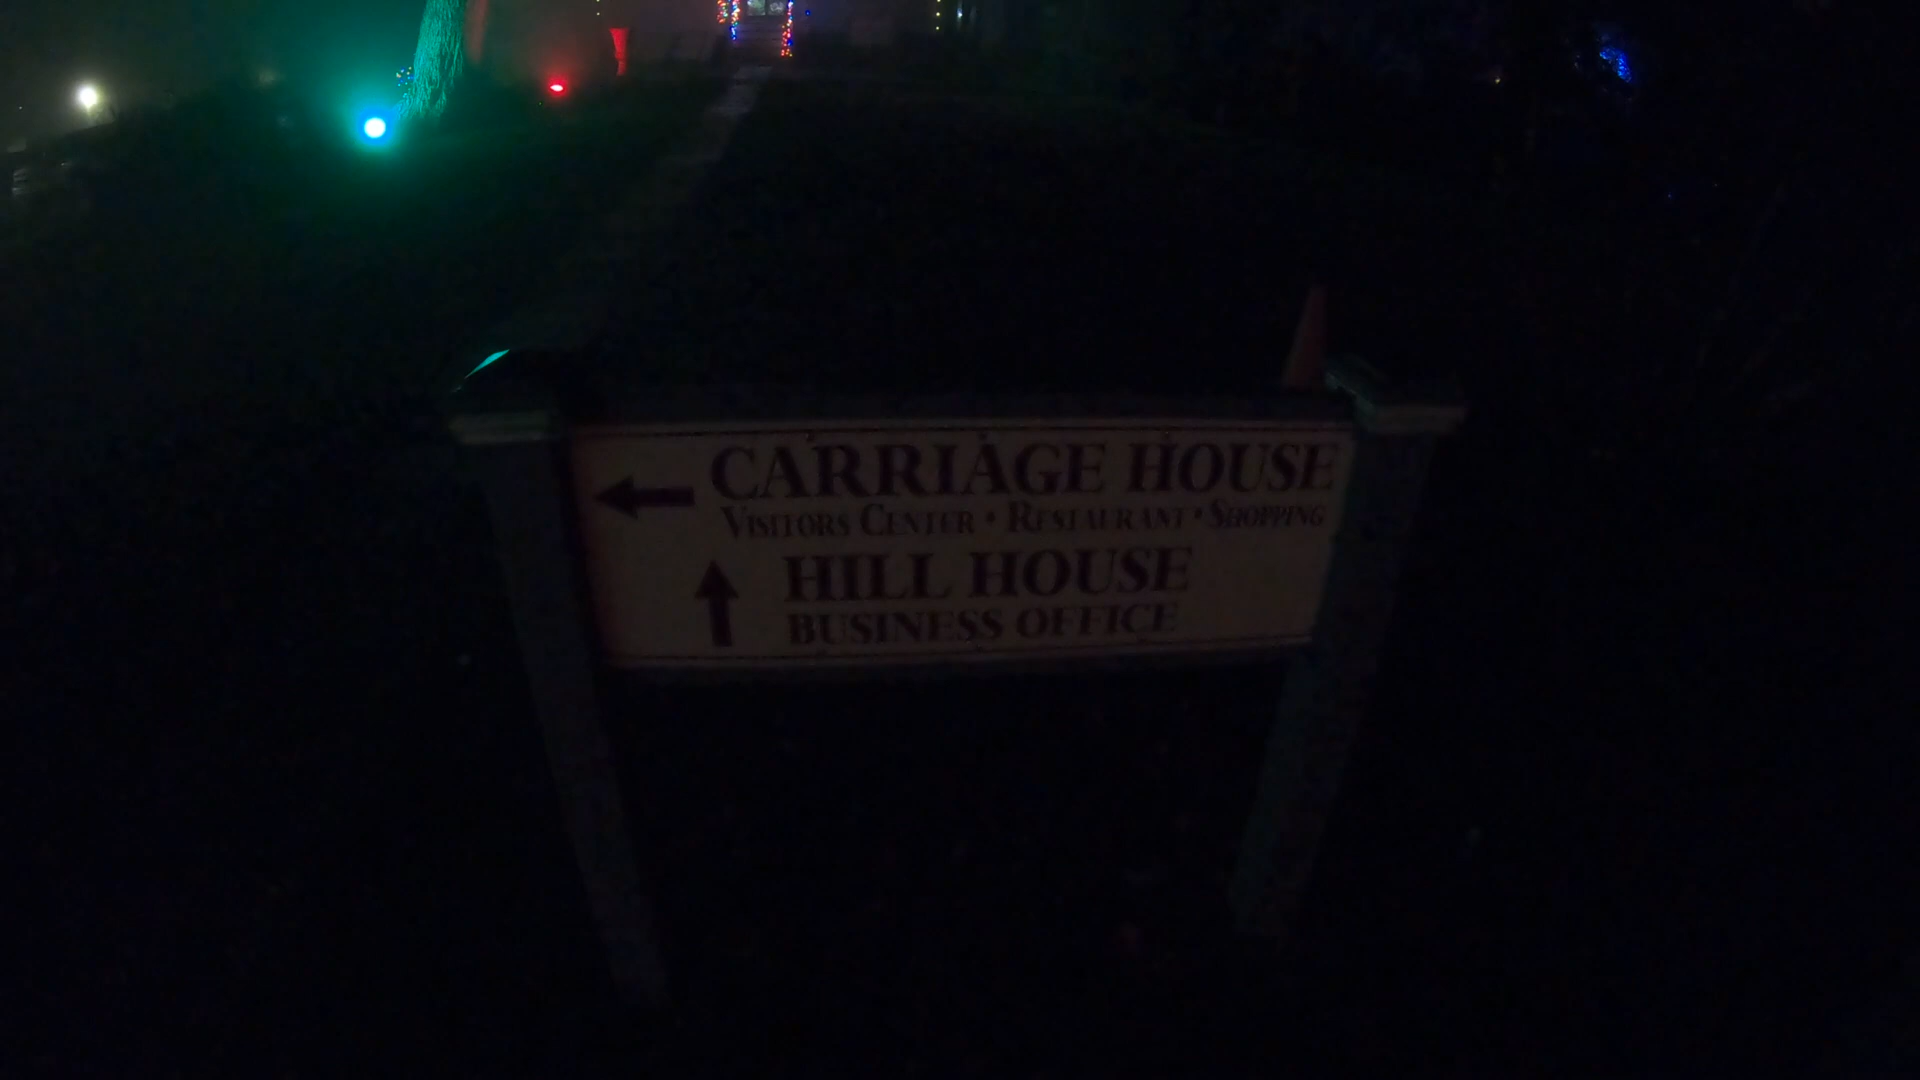 CARRIAGE HOUSE
VISITORS CENTER • RESTAURANT • SHOPPING
HILL HOUSE
BUSINESS OFFICE